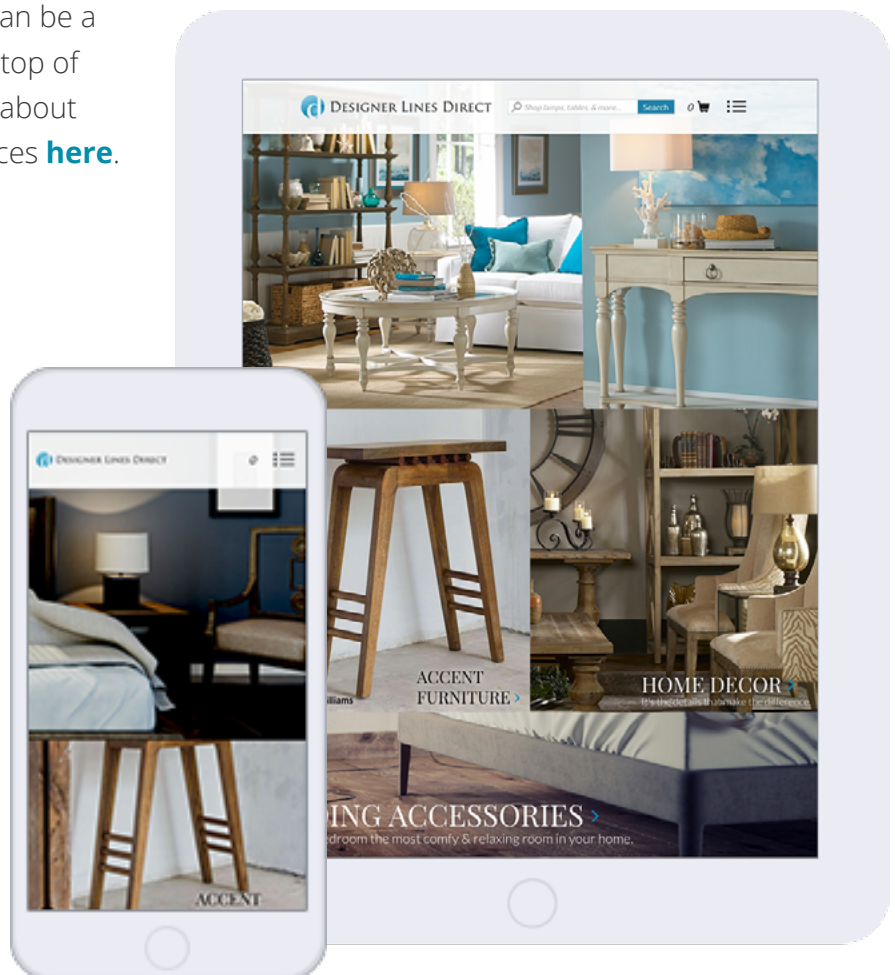 an be a
top of
about
ces here.
DESIGNER LINES DIRECT
Shop lamps, tables, & more...
Search
0
DESIGNER LINES DIRECT
0
ACCENT
FURNITURE ›
HOME DECOR ›
It's the details that make the difference.
lliams
ING ACCESSORIES ›
edroom the most comfy & relaxing room in your home.
ACCENT